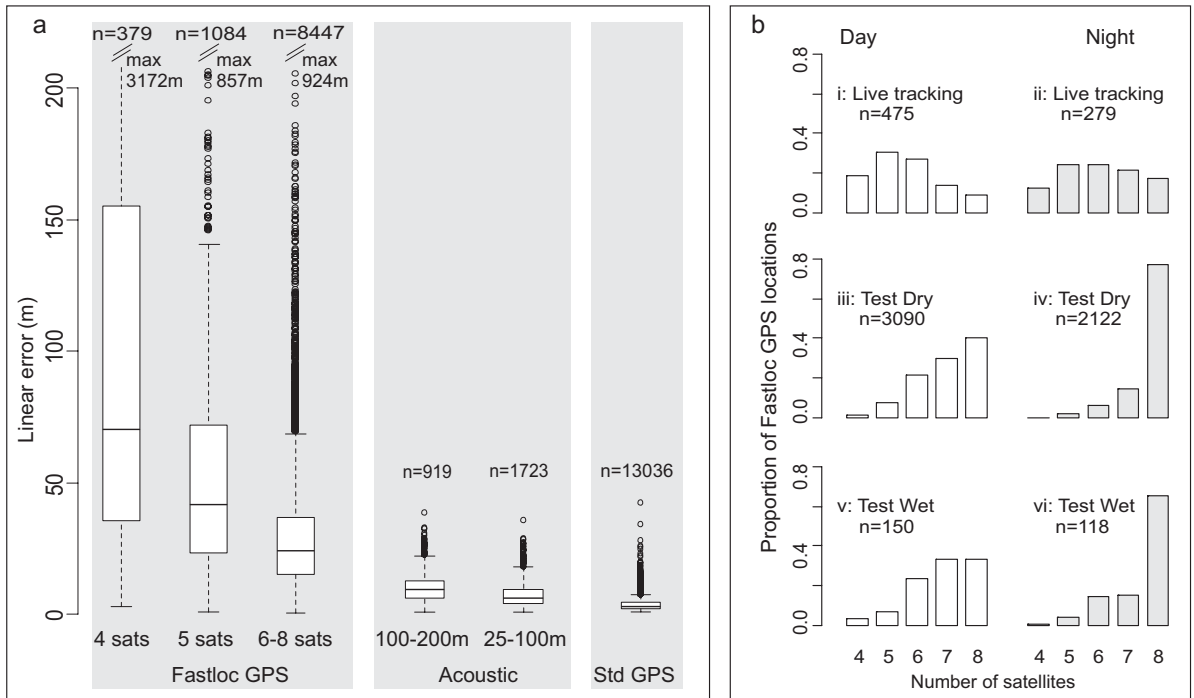 a
n=379 n=1084 n=8447
max
3172m
max
857m
max
924m
200
150
100
50
0
Linear error (m)
n=919 n=1723 n=13036
4 sats 5 sats 6-8 sats 100-200m 25-100m
Fastloc GPS Acoustic Std GPS
b
Day Night
Proportion of Fastloc GPS locations
0.8
0.4
0.0
i: Live tracking
n=475
ii: Live tracking
n=279
0.8
0.4
0.0
iii: Test Dry
n=3090
iv: Test Dry
n=2122
0.8
0.4
0.0
v: Test Wet
n=150
vi: Test Wet
n=118
4 5 6 7 8 4 5 6 7 8
Number of satellites